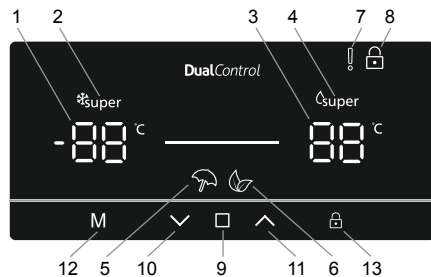 1 2 3 4 7 8
DualControl
super super
-88 °C 88 °C
M
12 5 10 9 11 6 13